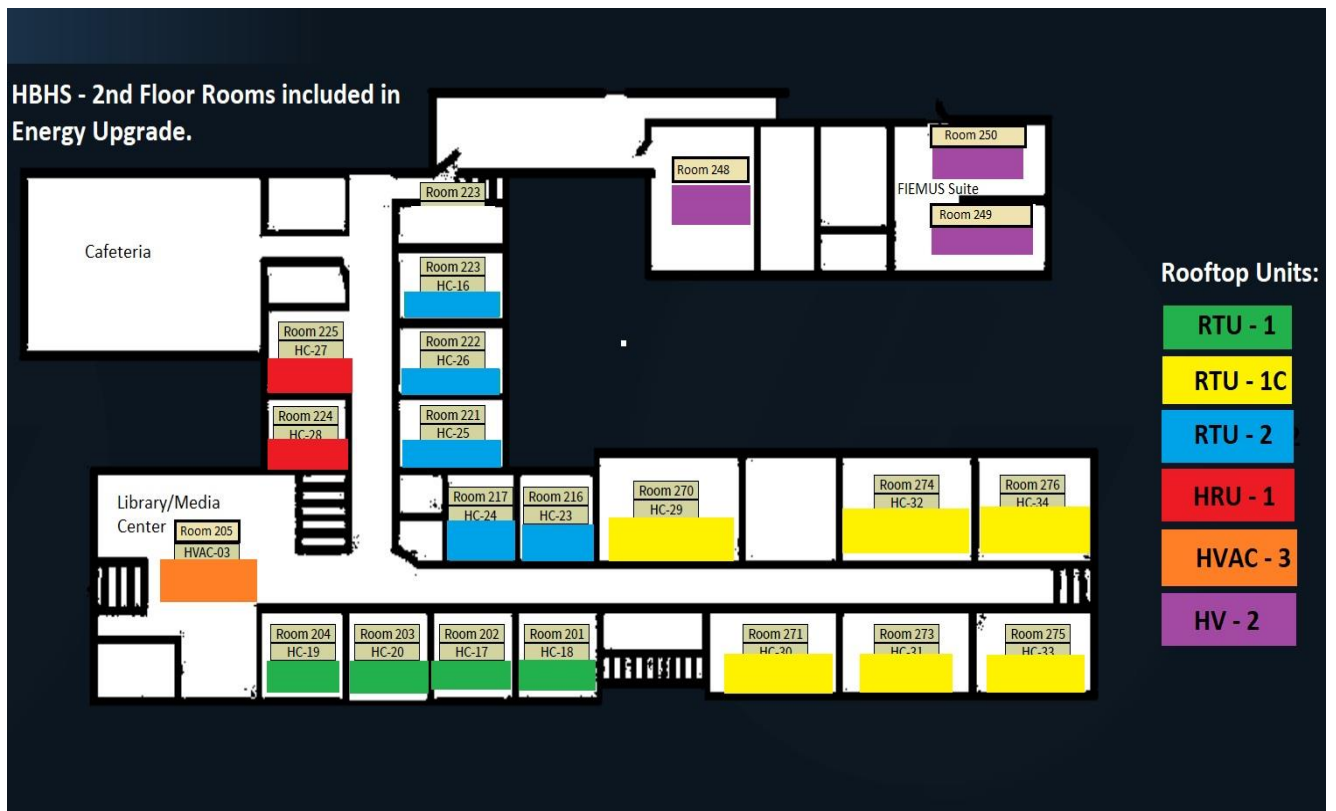 HBHS - 2nd Floor Rooms included in
Energy Upgrade.
Room 250
Room 248
FIEMUS Suite
Room 223
Room 249
Cafeteria
Room 223
HC-16
Rooftop Units:
RTU - 1
Room 225
HC-27
Room 222
HC-26
RTU - 1C
Room 224
HC-28
Room 221
HC-25
RTU - 2
2
Library/Media
Center
Room 205
HVAC-03
Room 217
HC-24
Room 216
HC-23
Room 270
HC-29
Room 274
HC-32
Room 276
HC-34
HRU - 1
HVAC - 3
HV - 2
Room 204
HC-19
Room 203
HC-20
Room 202
HC-17
Room 201
HC-18
Room 271
HC-30
Room 273
HC-31
Room 275
HC-33